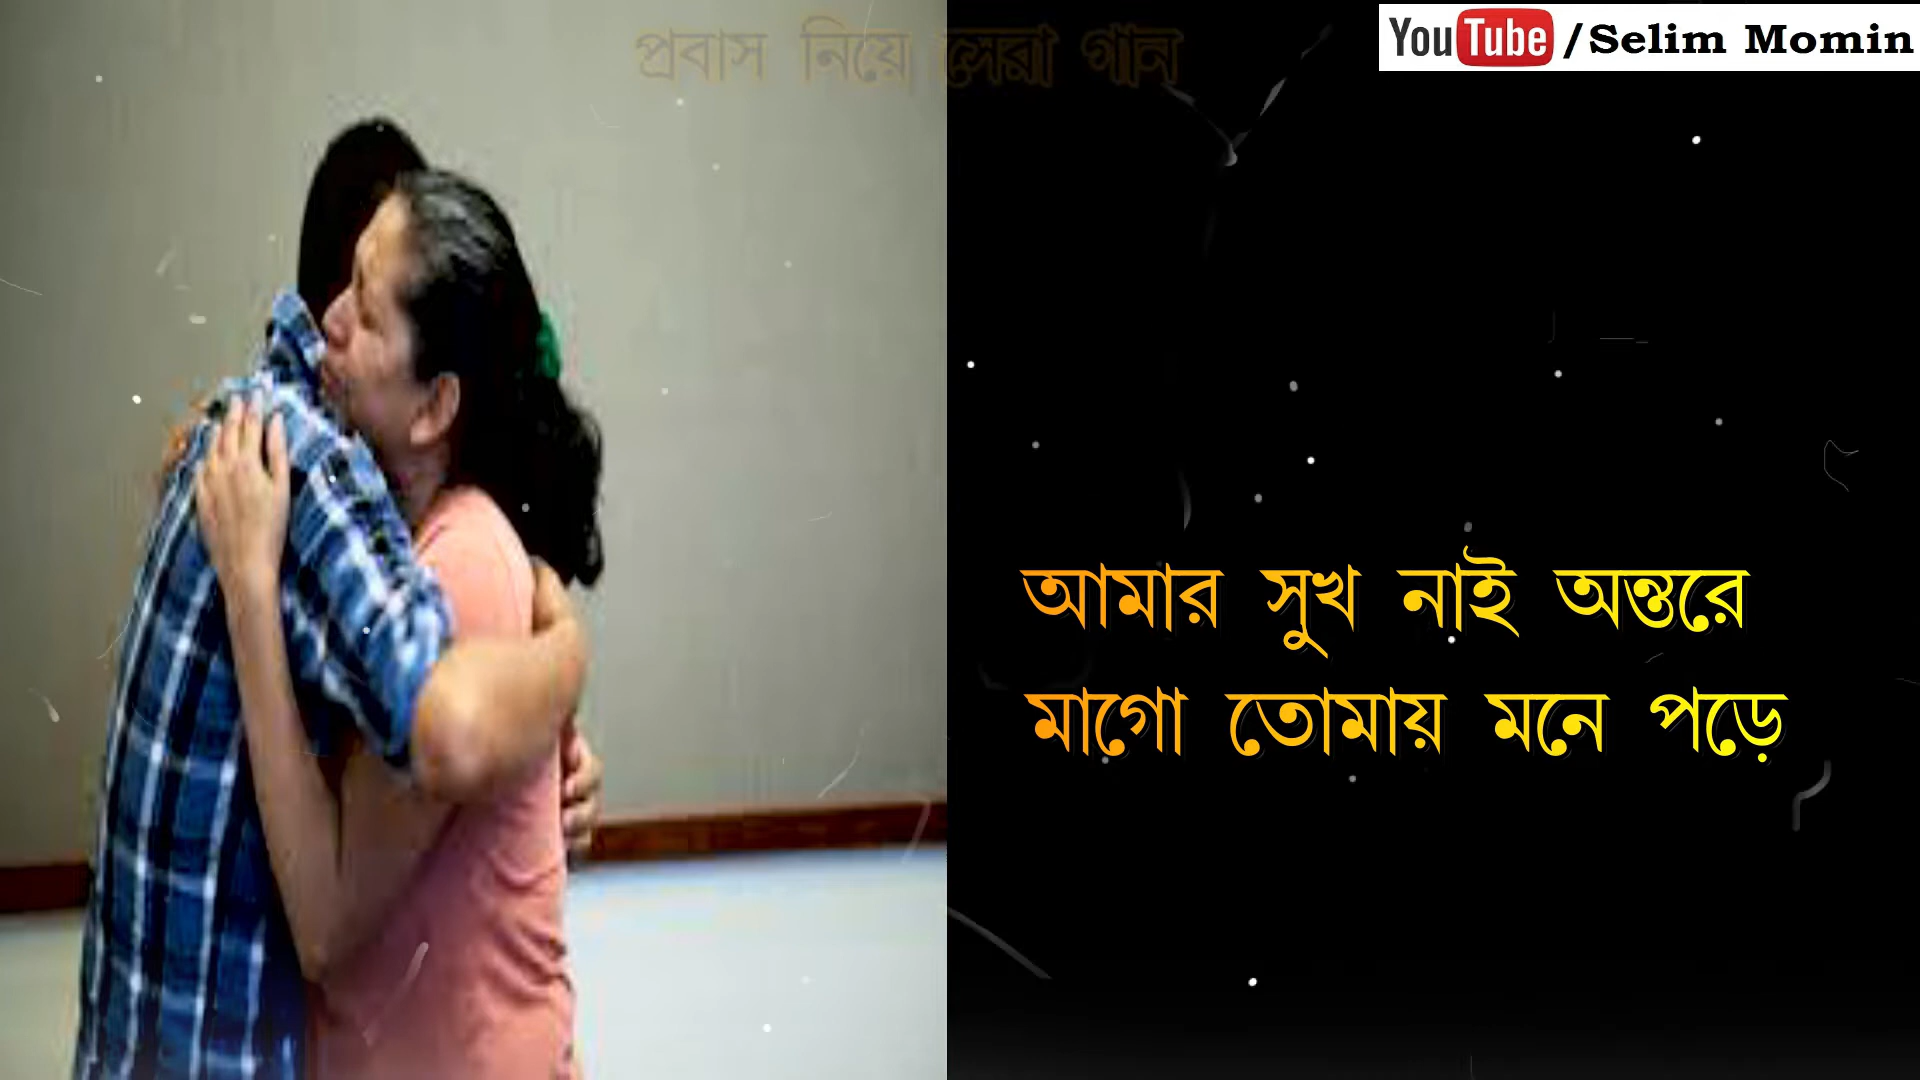 প্রবাস নিয়ে সেরা গান
YouTube/Selim Momin
আমার সুখ নাই অন্তরে
মাগো তোমায় মনে পড়ে